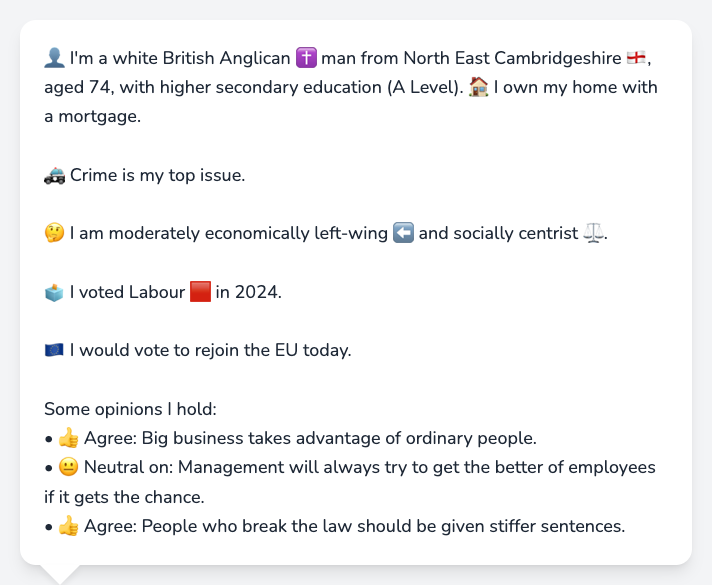 👤 I'm a white British Anglican ✝️ man from North East Cambridgeshire 🏴󠁧󠁢󠁥󠁮󠁧󠁿,
aged 74, with higher secondary education (A Level). 🏠 I own my home with
a mortgage.
🚓 Crime is my top issue.
🤔 I am moderately economically left-wing ⬅️ and socially centrist ⚖️.
🗳️ I voted Labour 🟥 in 2024.
🇪🇺 I would vote to rejoin the EU today.
Some opinions I hold:
• 👍 Agree: Big business takes advantage of ordinary people.
• 😐 Neutral on: Management will always try to get the better of employees
if it gets the chance.
• 👍 Agree: People who break the law should be given stiffer sentences.